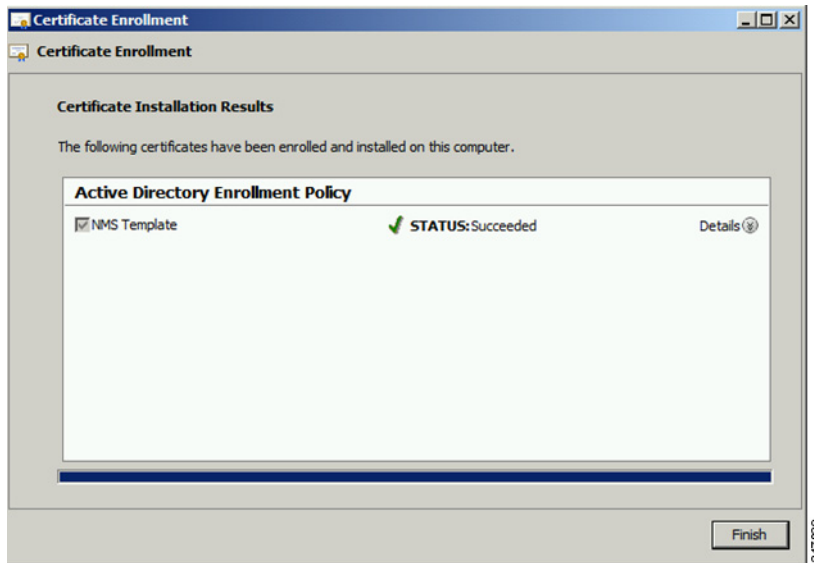 Certificate Enrollment
Certificate Enrollment
Certificate Installation Results
The following certificates have been enrolled and installed on this computer.
Active Directory Enrollment Policy
NMS Template STATUS: Succeeded Details
Finish